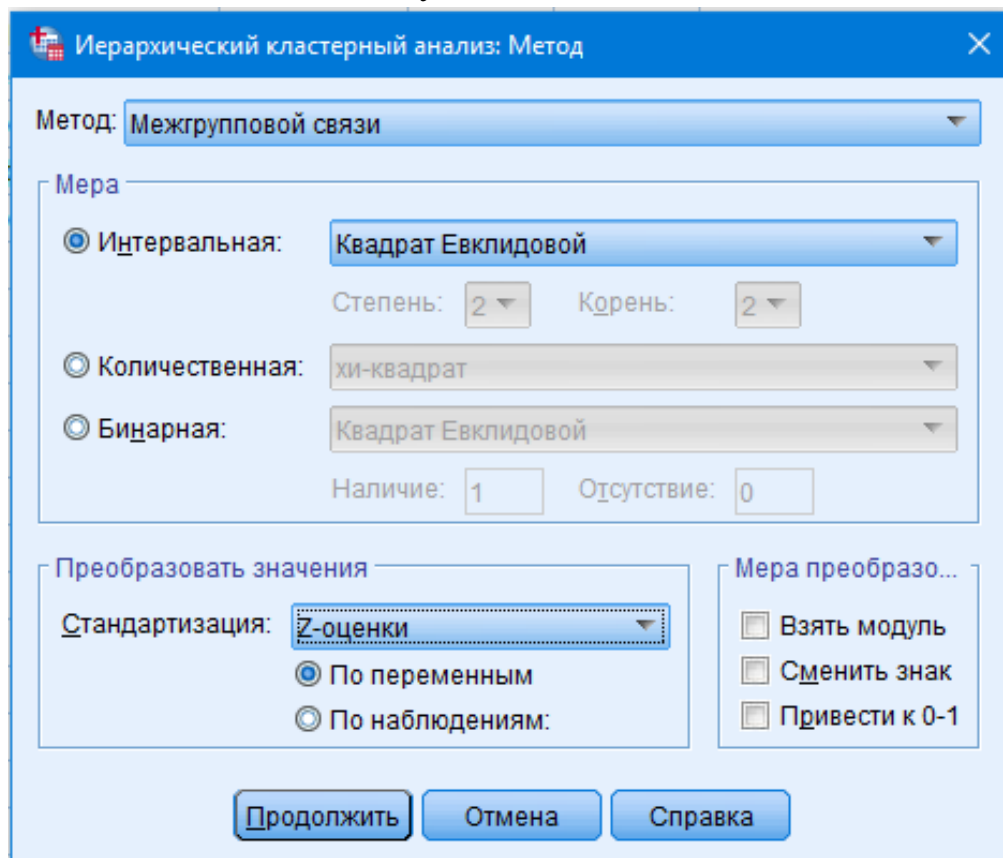 Иерархический кластерный анализ: Метод
Метод: Межгрупповой связи
Мера
Интервальная: Квадрат Евклидовой
Степень: 2 Корень: 2
Количественная: хи-квадрат
Бинарная: Квадрат Евклидовой
Наличие: 1 Отсутствие: 0
Преобразовать значения
Стандартизация: Z-оценки
По переменным
По наблюдениям:
Мера преобразо...
Взять модуль
Сменить знак
Привести к 0-1
Продолжить Отмена Справка